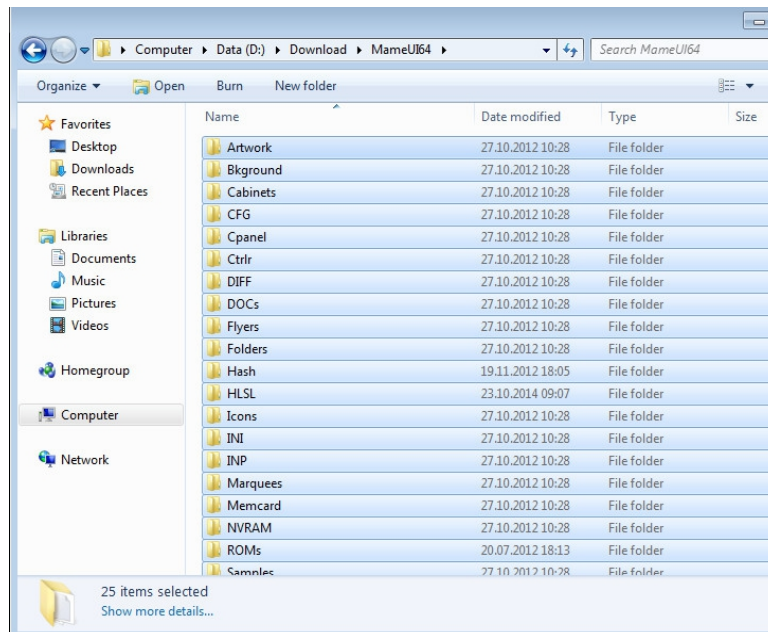 Computer Data (D:) Download MameUI64 Search MameUI64
Organize Open Burn New folder
Favorites
Desktop
Downloads
Recent Places
Libraries
Documents
Music
Pictures
Videos
Homegroup
Computer
Network
Name Date modified Type Size
Artwork 27.10.2012 10:28 File folder
Bkground 27.10.2012 10:28 File folder
Cabinets 27.10.2012 10:28 File folder
CFG 27.10.2012 10:28 File folder
Cpanel 27.10.2012 10:28 File folder
Ctrlr 27.10.2012 10:28 File folder
DIFF 27.10.2012 10:28 File folder
DOCs 27.10.2012 10:28 File folder
Flyers 27.10.2012 10:28 File folder
Folders 27.10.2012 10:28 File folder
Hash 19.11.2012 18:05 File folder
HLSL 23.10.2014 09:07 File folder
Icons 27.10.2012 10:28 File folder
INI 27.10.2012 10:28 File folder
INP 27.10.2012 10:28 File folder
Marquees 27.10.2012 10:28 File folder
Memcard 27.10.2012 10:28 File folder
NVRAM 27.10.2012 10:28 File folder
ROMs 20.07.2012 18:13 File folder
Samples 27.10.2012 10:28 File folder
25 items selected
Show more details...